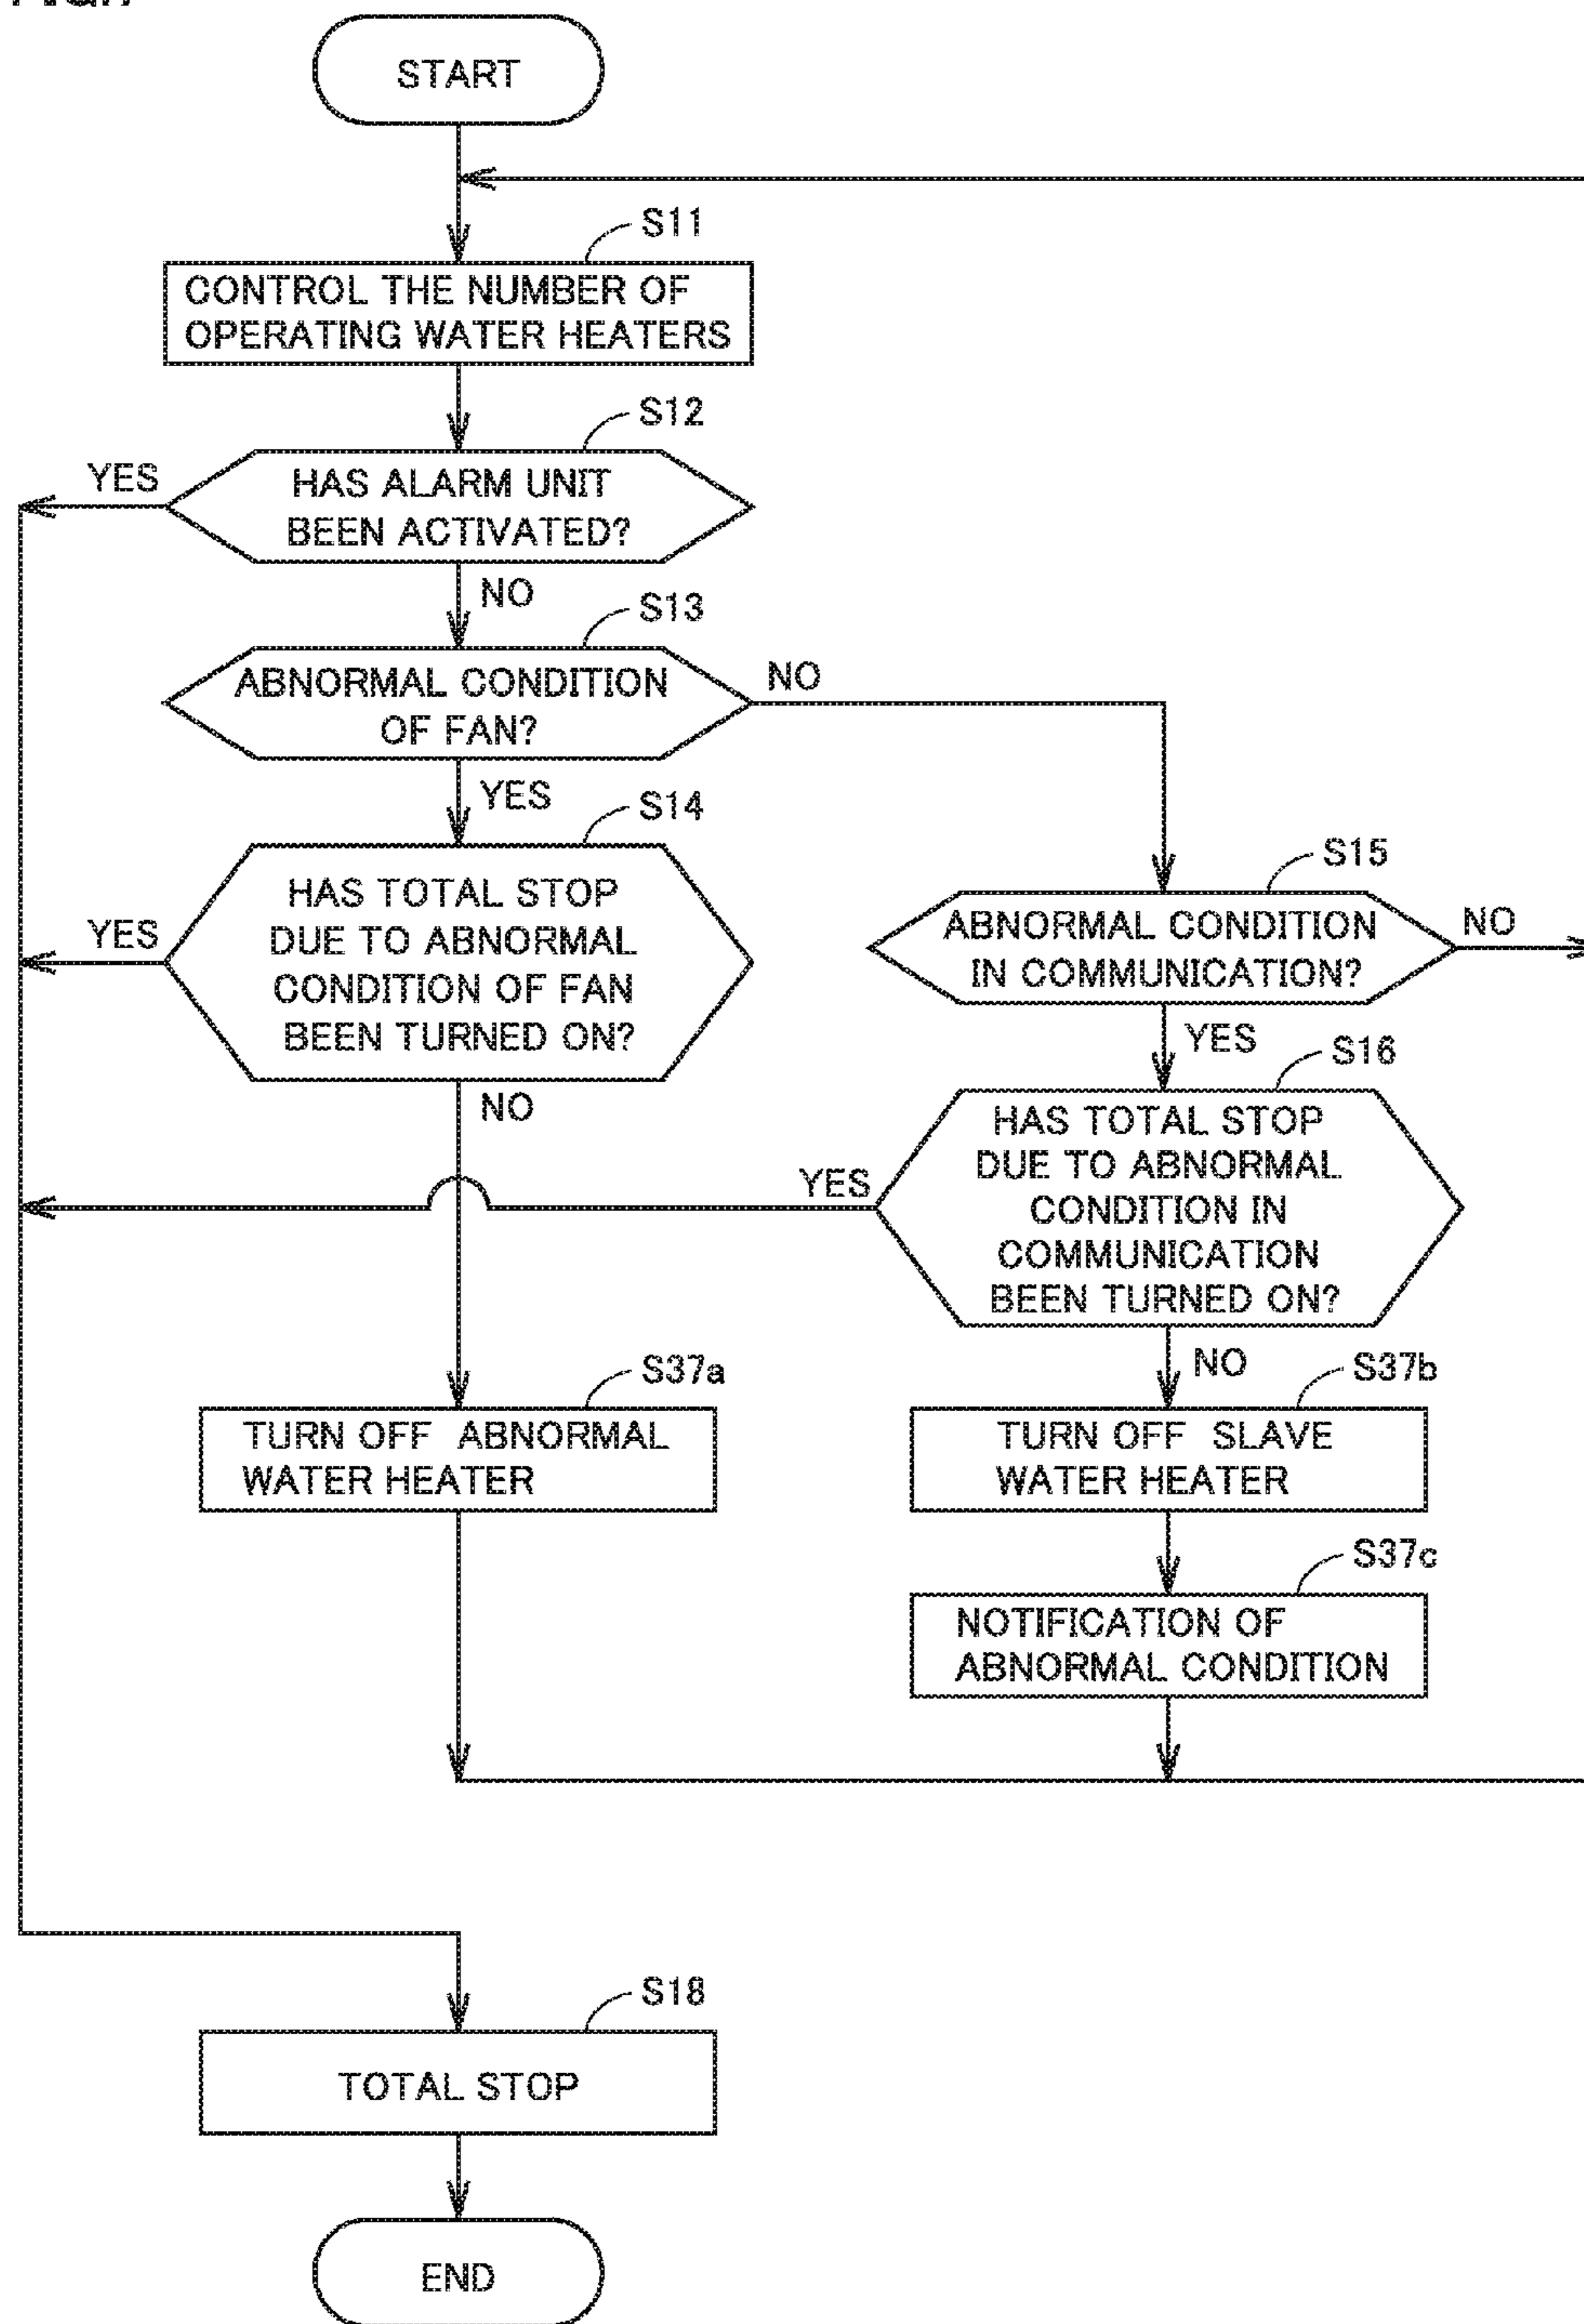 START
S11
CONTROL THE NUMBER OF
OPERATING WATER HEATERS
S12
YES
HAS ALARM UNIT
BEEN ACTIVATED?
NO
S13
ABNORMAL CONDITION
OF FAN?
NO
YES
S14
HAS TOTAL STOP
DUE TO ABNORMAL
CONDITION OF FAN
BEEN TURNED ON?
YES
NO
S15
ABNORMAL CONDITION
IN COMMUNICATION?
NO
YES
S16
HAS TOTAL STOP
DUE TO ABNORMAL
CONDITION IN
COMMUNICATION
BEEN TURNED ON?
YES
NO
S37a
TURN OFF ABNORMAL
WATER HEATER
S37b
TURN OFF SLAVE
WATER HEATER
S37c
NOTIFICATION OF
ABNORMAL CONDITION
S18
TOTAL STOP
END